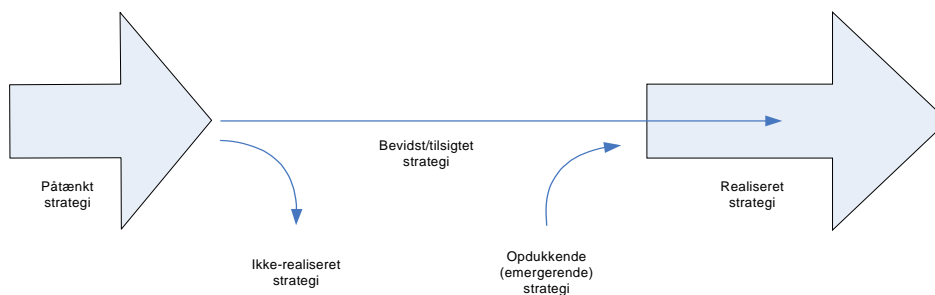 Påtænkt
strategi
Bevidst/tilsigtet
strategi
Realiseret
strategi
Ikke-realiseret
strategi
Opdukkende
(emergerende)
strategi